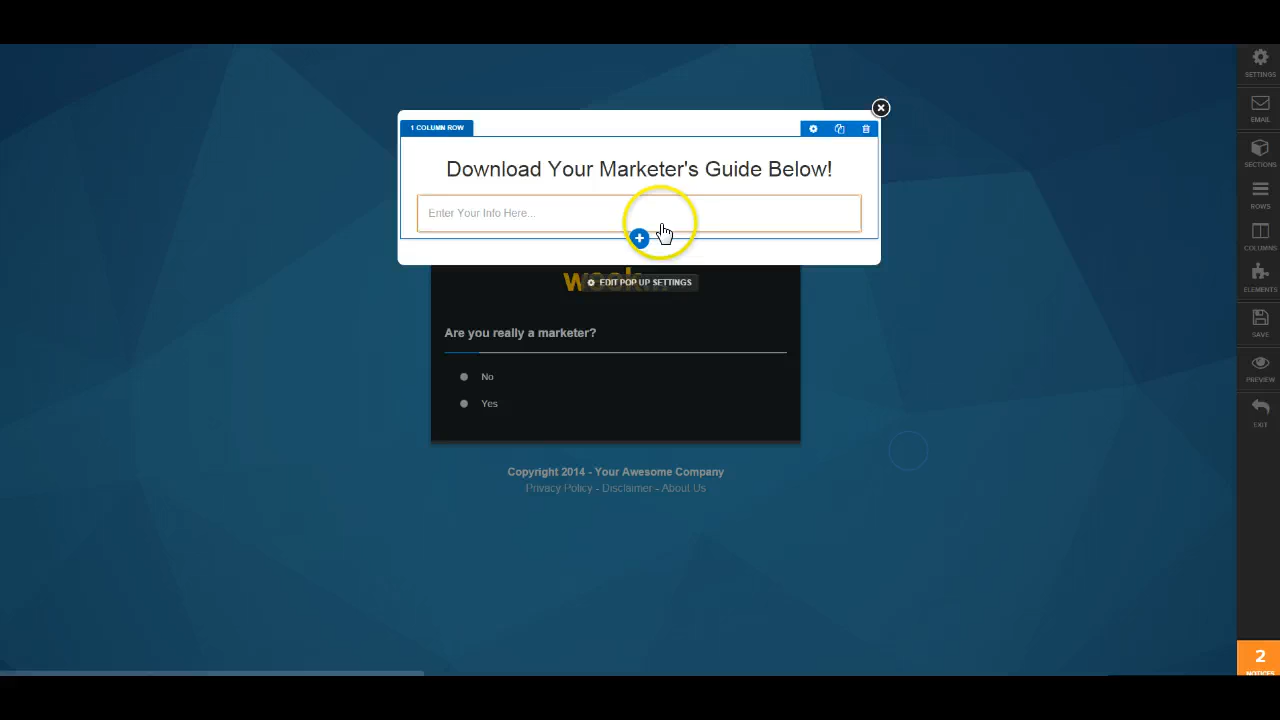 1 COLUMN ROW
Download Your Marketer's Guide Below!
Enter Your Info Here...
EDIT POP UP SETTINGS
Are you really a marketer?
No
Yes
Copyright 2014 - Your Awesome Company
Privacy Policy - Disclaimer - About Us
SETTINGS
EMAIL
SECTIONS
ROWS
COLUMNS
ELEMENTS
SAVE
PREVIEW
EXIT
2
NOTICES